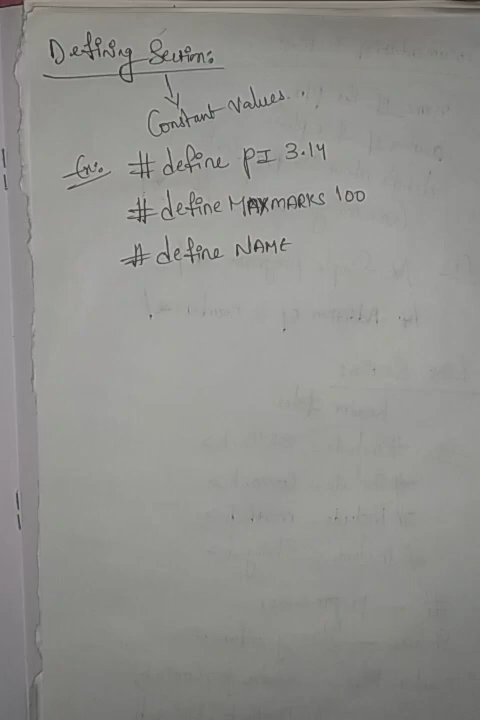 Defining Section:
Constant Values..
Ex:. # define PI 3.14
# define MAXMARKS 100
# define NAME